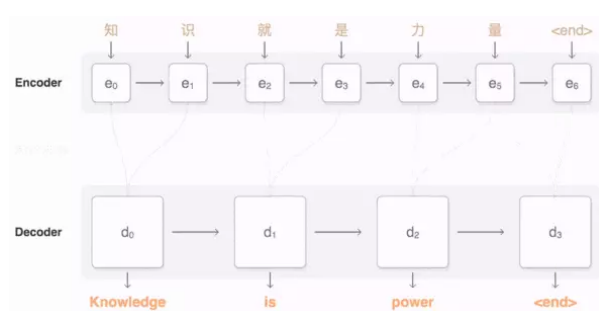 知 识 就 是 力 量 <end>
Encoder e₀ e₁ e₂ e₃ e₄ e₅ e₆
Decoder d₀ d₁ d₂ d₃
Knowledge is power <end>